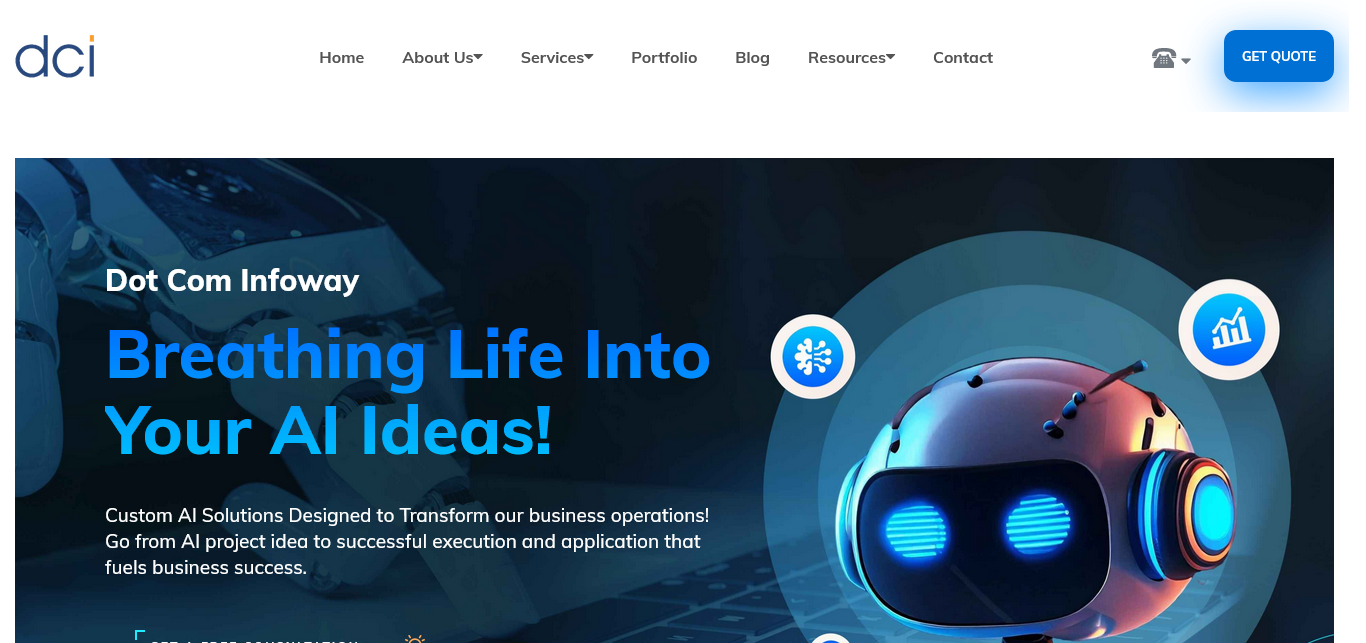 dci
Home
About Us
Services
Portfolio
Blog
Resources
Contact
GET QUOTE
Dot Com Infoway
Breathing Life Into
Your AI Ideas!
Custom AI Solutions Designed to Transform our business operations!
Go from AI project idea to successful execution and application that
fuels business success.